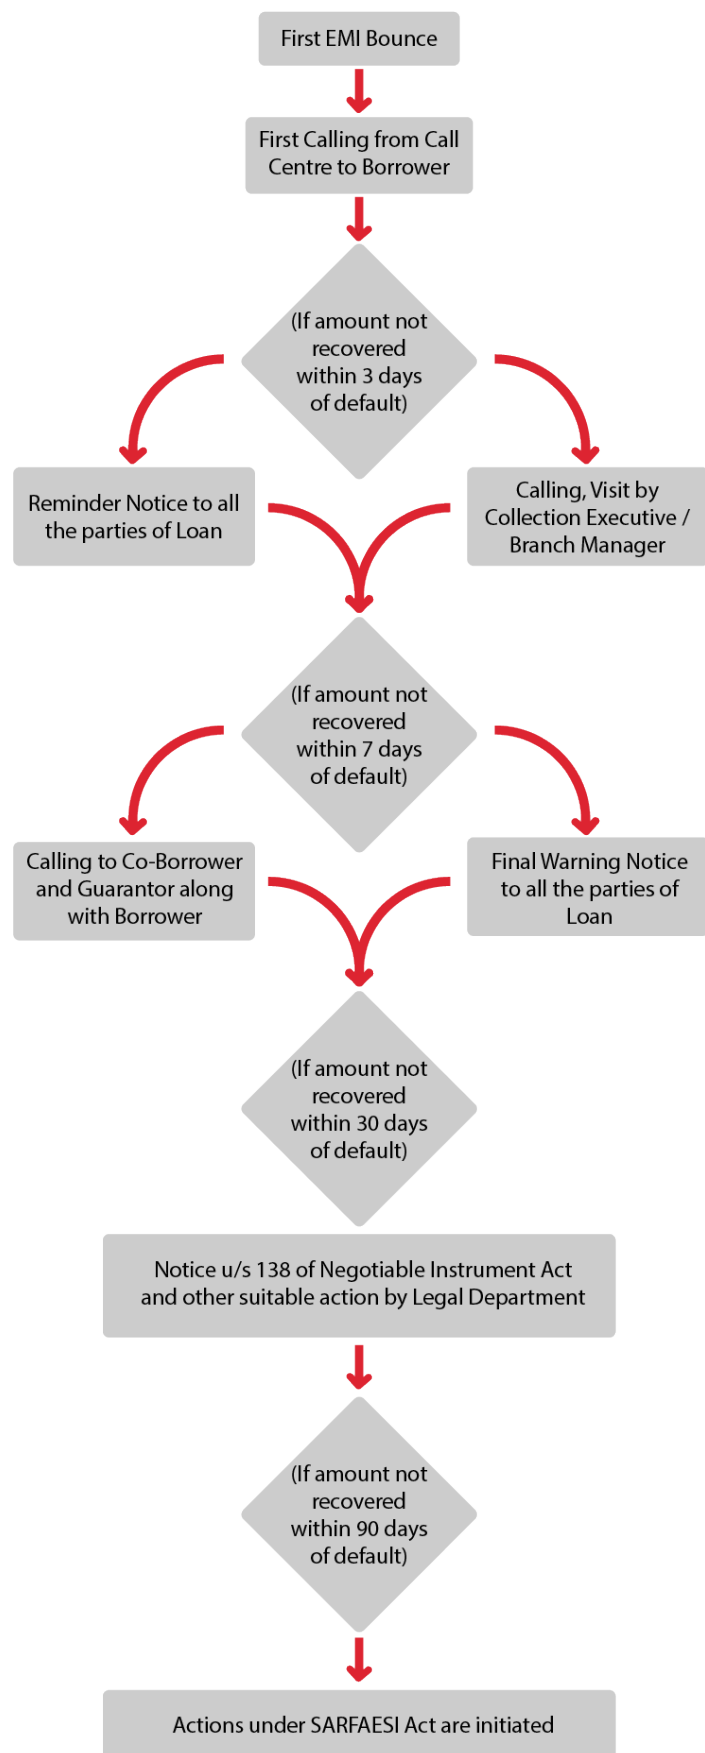 First EMI Bounce
First Calling from Call
Centre to Borrower
(If amount not
recovered
within 3 days
of default)
Reminder Notice to all
the parties of Loan
Calling, Visit by
Collection Executive /
Branch Manager
(If amount not
recovered
within 7 days
of default)
Calling to Co-Borrower
and Guarantor along
with Borrower
Final Warning Notice
to all the parties of
Loan
(If amount not
recovered
within 30 days
of default)
Notice u/s 138 of Negotiable Instrument Act
and other suitable action by Legal Department
(If amount not
recovered
within 90 days
of default)
Actions under SARFAESI Act are initiated